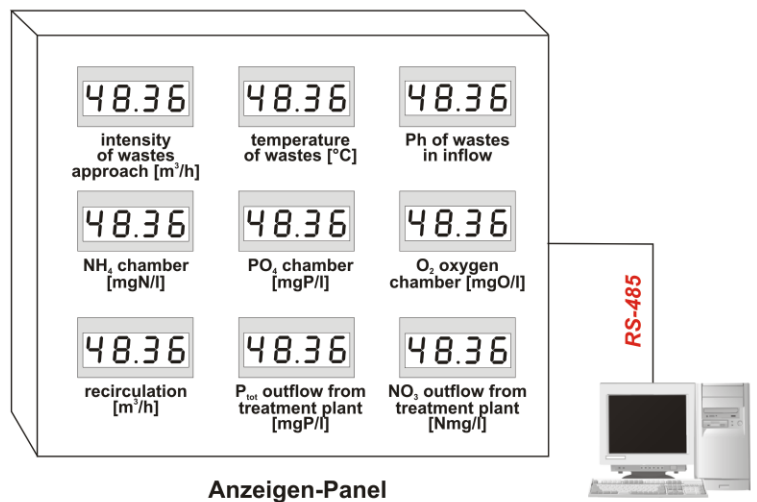 48.36 48.36 48.36
intensity
of wastes
approach [m³/h]
temperature
of wastes [°C]
Ph of wastes
in inflow
48.36 48.36 48.36
NH₄ chamber
[mgN/l]
PO₄ chamber
[mgP/l]
O₂ oxygen
chamber [mgO/l]
48.36 48.36 48.36
recirculation
[m³/h]
Pₜₒₜ outflow from
treatment plant
[mgP/l]
NO₃ outflow from
treatment plant
[Nmg/l]
RS-485
Anzeigen-Panel